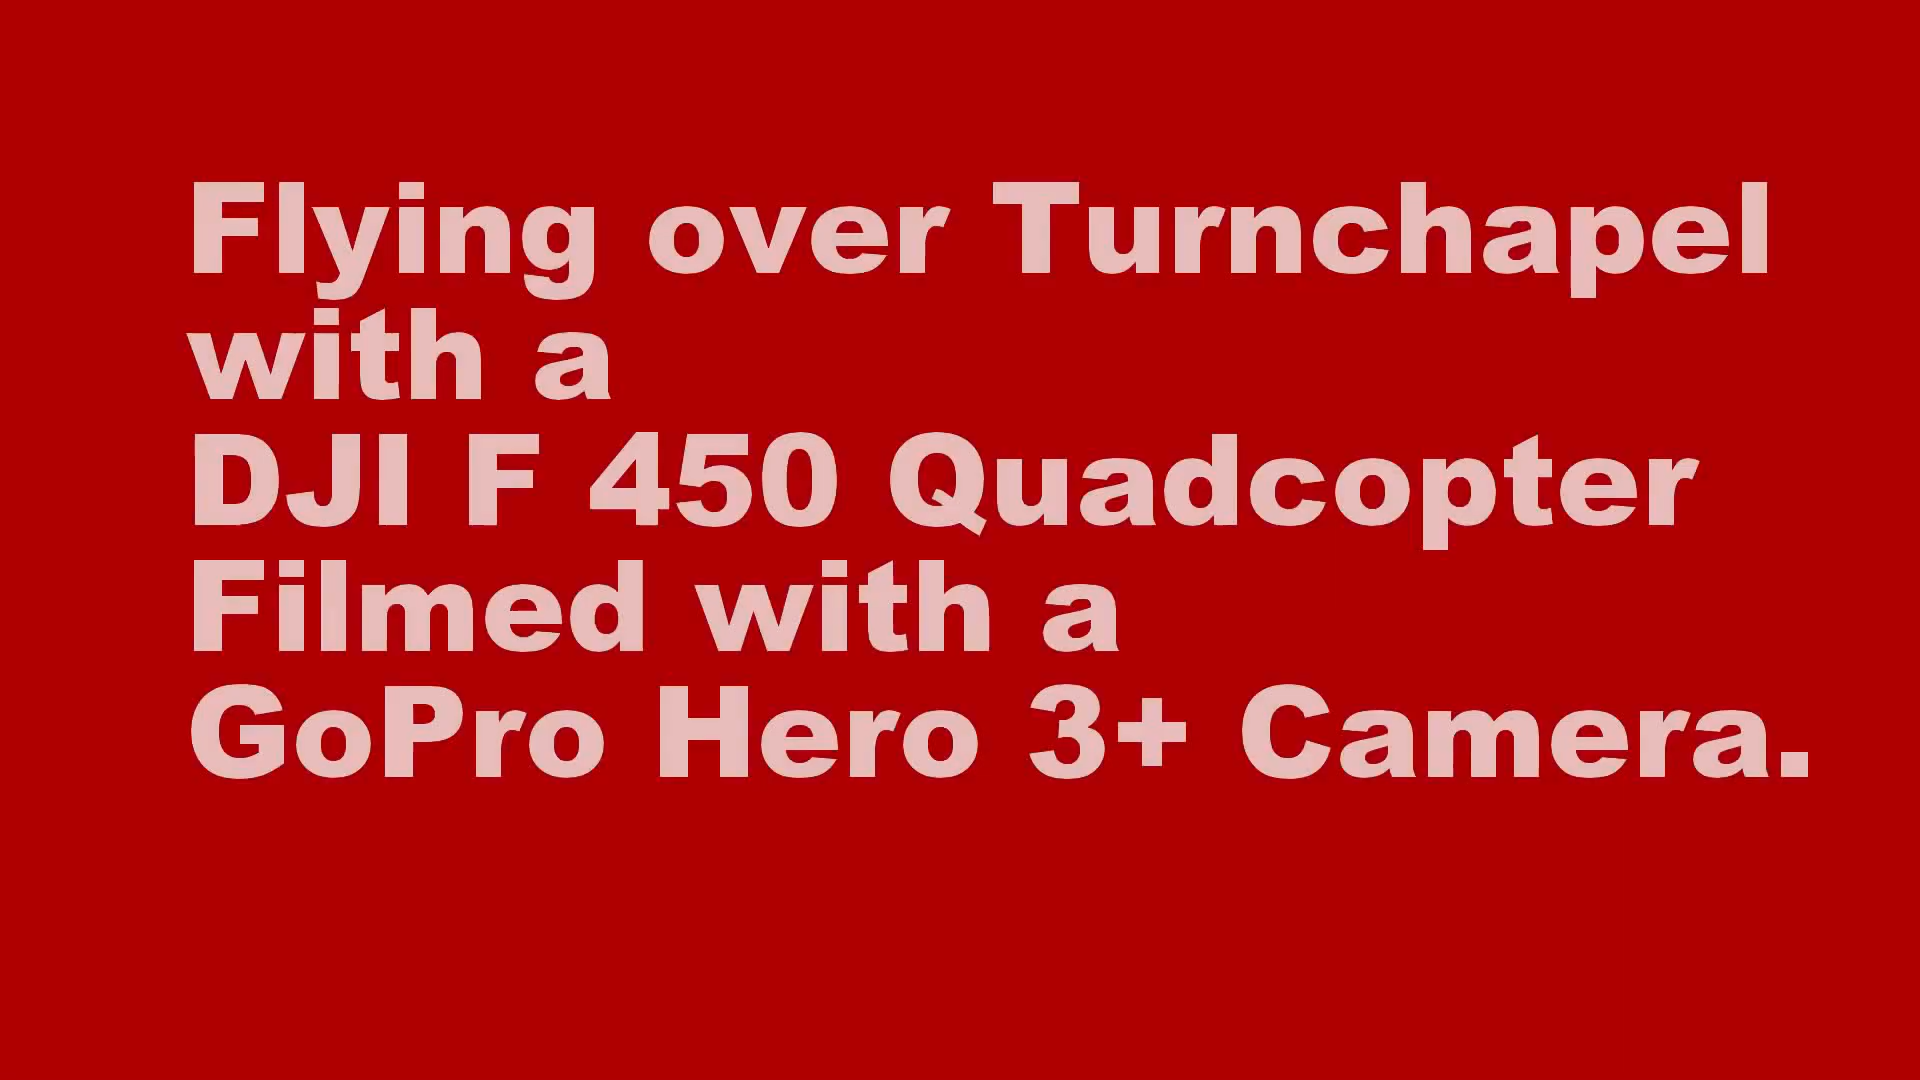 Flying over Turnchapel
with a
DJI F 450 Quadcopter
Filmed with a
GoPro Hero 3+ Camera.